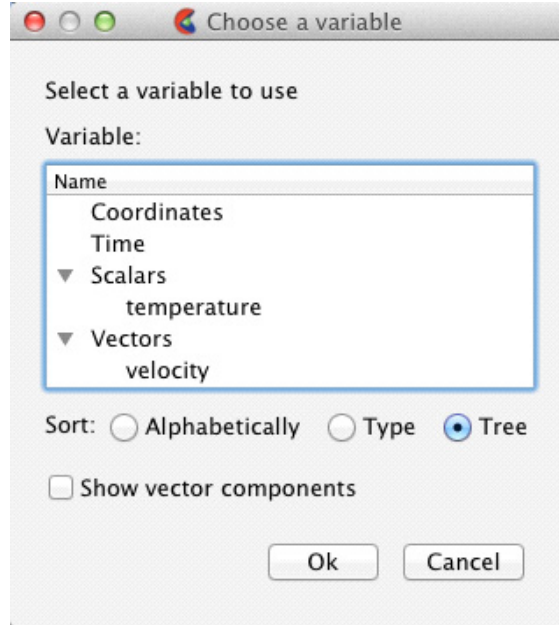 Choose a variable
Select a variable to use
Variable:
Name
Coordinates
Time
Scalars
temperature
Vectors
velocity
Sort: Alphabetically Type Tree
Show vector components
Ok Cancel